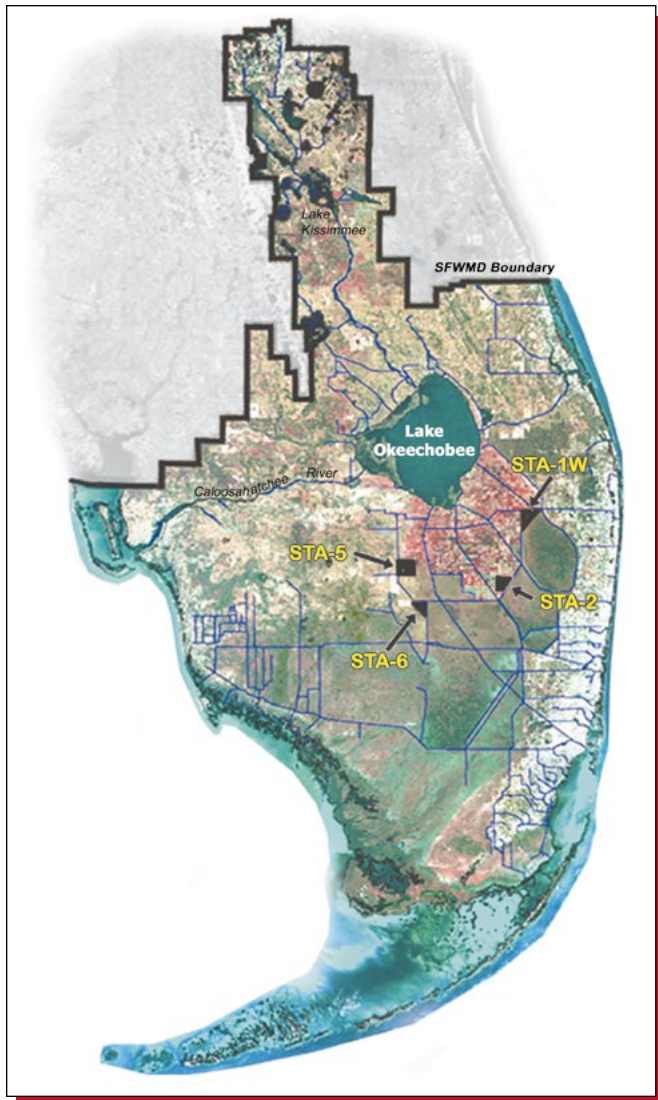 Lake
Kissimmee
SFWMD Boundary
Lake
Okeechobee
STA-1W
River
Caloosahatchee
STA-5
STA-2
STA-6